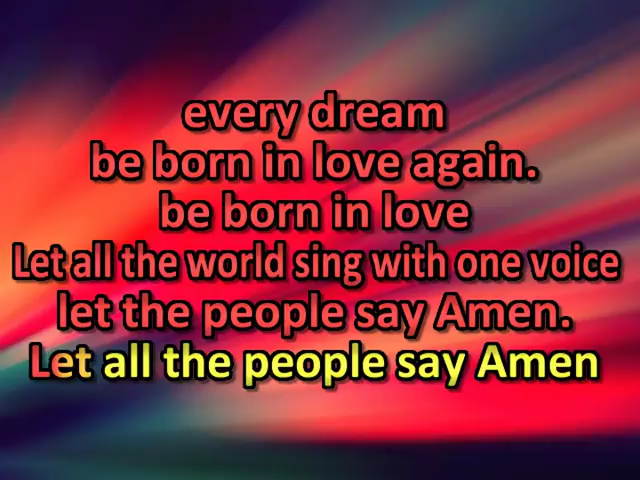 every dream
be born in love again.
be born in love
Let all the world sing with one voice
let the people say Amen.
Let all the people say Amen